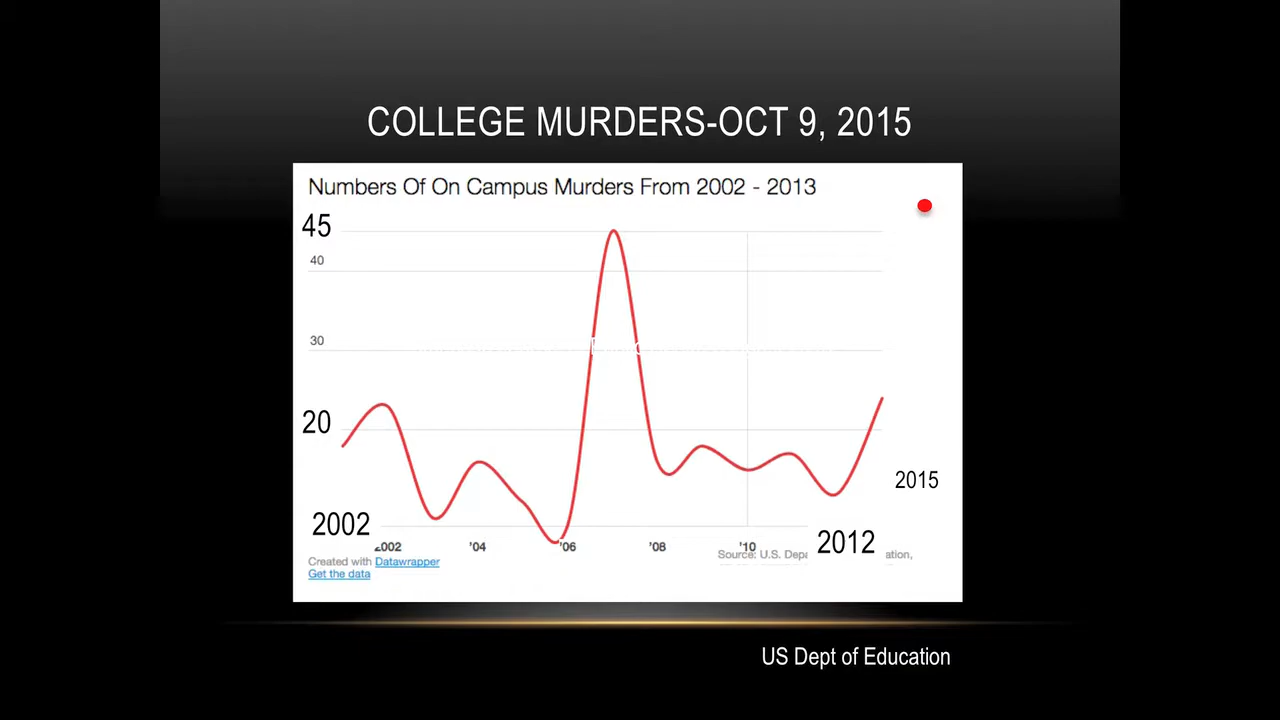 COLLEGE MURDERS-OCT 9, 2015
Numbers Of On Campus Murders From 2002 - 2013
45
40
30
20
2015
2002
2012
2002 '04 '06 '08 '10
Source: U.S. ation,
Created with Datawrapper
Get the data
US Dept of Education